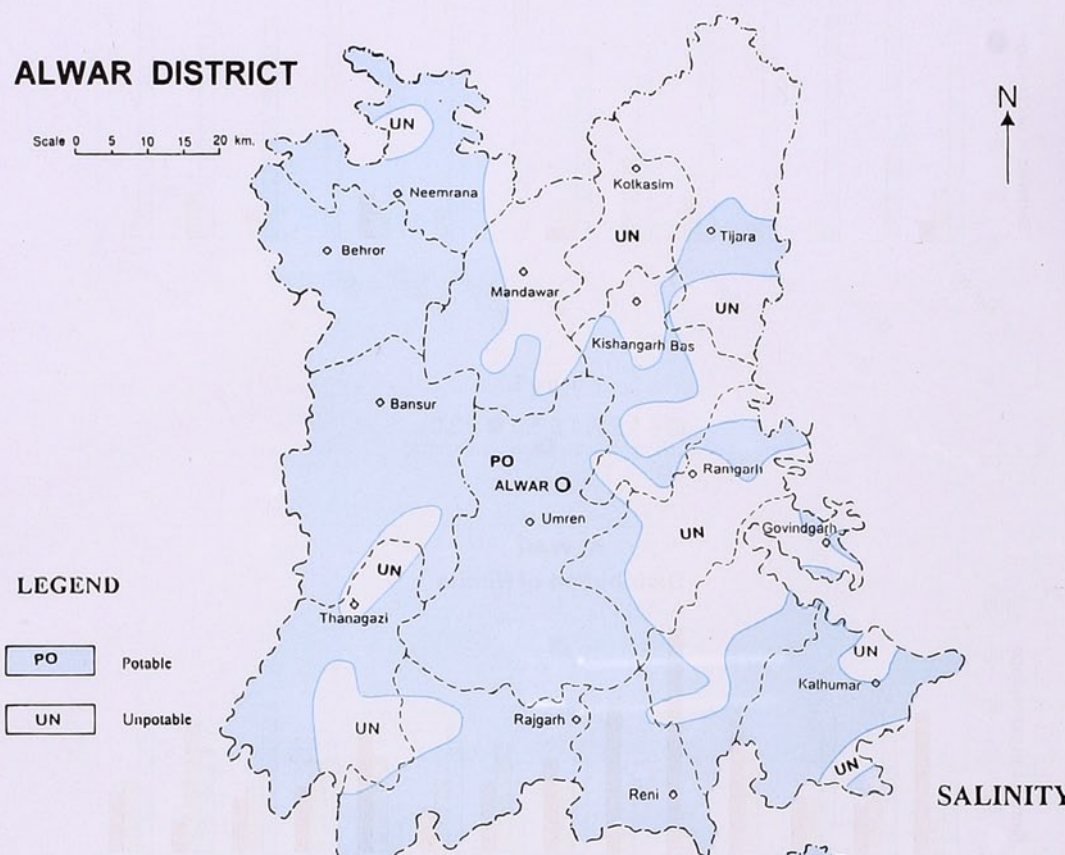 ALWAR DISTRICT
N
Scale 0 5 10 15 20 km.
UN
Kotkasim
Neemrana
UN
Tijara
Behror
Mandawar
UN
Kishangarh Bas
Bansur
PO
Ramgarh
ALWAR
Umren
UN
Govindgarh
UN
LEGEND
Thanagazi
PO Potable
UN
Kalhumar
UN Unpotable
Rajgarh
UN
UN
Reni
SALINITY